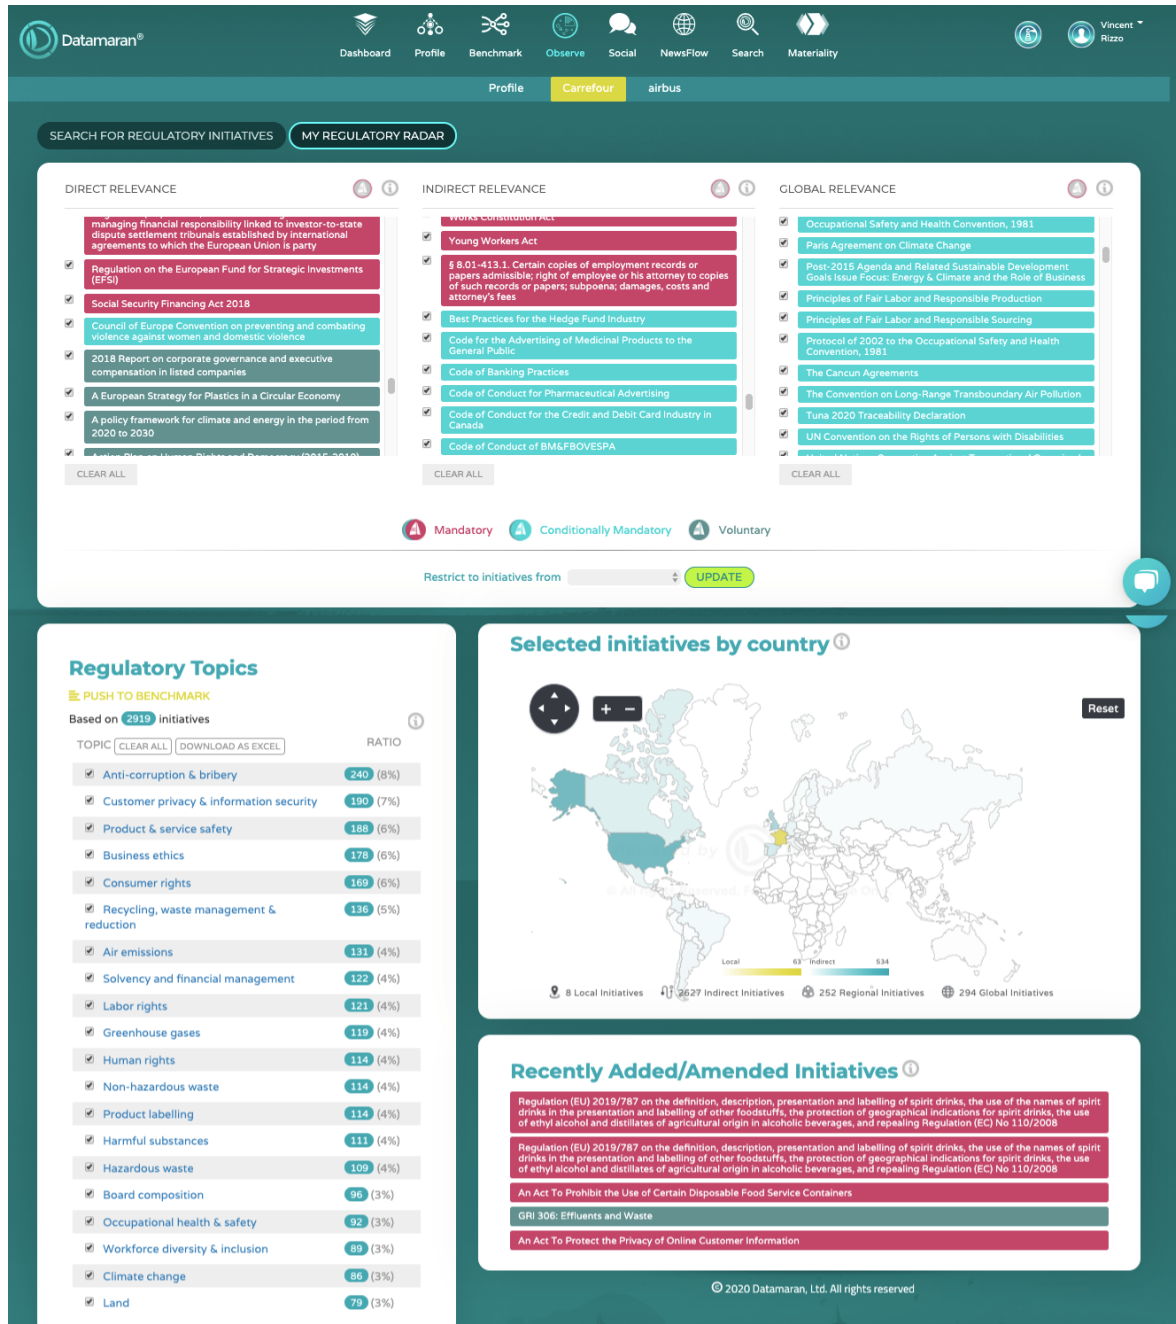 Datamaran®
Dashboard
Profile
Benchmark
Observe
Social
NewsFlow
Search
Materiality
Vincent
Rizzo
Profile
Carrefour
airbus
SEARCH FOR REGULATORY INITIATIVES
MY REGULATORY RADAR
DIRECT RELEVANCE
managing financial responsibility linked to investor-to-state
dispute settlement tribunals established by international
agreements to which the European Union is party
Regulation on the European Fund for Strategic Investments
(EFSI)
Social Security Financing Act 2018
Council of Europe Convention on preventing and combating
violence against women and domestic violence
2018 Report on corporate governance and executive
compensation in listed companies
A European Strategy for Plastics in a Circular Economy
A policy framework for climate and energy in the period from
2020 to 2030
Action Plan on Human Rights and Democracy (2015-2019)
CLEAR ALL
INDIRECT RELEVANCE
Works Constitution Act
Young Workers Act
§ 8.01-413.1. Certain copies of employment records or
papers admissible; right of employee or his attorney to copies
of such records or papers; subpoena; damages, costs and
attorney's fees
Best Practices for the Hedge Fund Industry
Code for the Advertising of Medicinal Products to the
General Public
Code of Banking Practices
Code of Conduct for Pharmaceutical Advertising
Code of Conduct for the Credit and Debit Card Industry in
Canada
Code of Conduct of BM&FBOVESPA
CLEAR ALL
GLOBAL RELEVANCE
Occupational Safety and Health Convention, 1981
Paris Agreement on Climate Change
Post-2015 Agenda and Related Sustainable Development
Goals Issue Focus: Energy & Climate and the Role of Business
Principles of Fair Labor and Responsible Production
Principles of Fair Labor and Responsible Sourcing
Protocol of 2002 to the Occupational Safety and Health
Convention, 1981
The Cancun Agreements
The Convention on Long-Range Transboundary Air Pollution
Tuna 2020 Traceability Declaration
UN Convention on the Rights of Persons with Disabilities
CLEAR ALL
Mandatory
Conditionally Mandatory
Voluntary
Restrict to initiatives from
UPDATE
Regulatory Topics
PUSH TO BENCHMARK
Based on 2919 initiatives
TOPIC CLEAR ALL DOWNLOAD AS EXCEL RATIO
Anti-corruption & bribery 240 (8%)
Customer privacy & information security 190 (7%)
Product & service safety 188 (6%)
Business ethics 178 (6%)
Consumer rights 169 (6%)
Recycling, waste management & 136 (5%)
reduction
Air emissions 131 (4%)
Solvency and financial management 122 (4%)
Labor rights 121 (4%)
Greenhouse gases 119 (4%)
Human rights 114 (4%)
Non-hazardous waste 114 (4%)
Product labelling 114 (4%)
Harmful substances 111 (4%)
Hazardous waste 109 (4%)
Board composition 96 (3%)
Occupational health & safety 92 (3%)
Workforce diversity & inclusion 89 (3%)
Climate change 86 (3%)
Land 79 (3%)
Selected initiatives by country
Reset
Local 63 Indirect 534
8 Local Initiatives 2627 Indirect Initiatives 252 Regional Initiatives 294 Global Initiatives
Recently Added/Amended Initiatives
Regulation (EU) 2019/787 on the definition, description, presentation and labelling of spirit drinks, the use of the names of spirit
drinks in the presentation and labelling of other foodstuffs, the protection of geographical indications for spirit drinks, the use
of ethyl alcohol and distillates of agricultural origin in alcoholic beverages, and repealing Regulation (EC) No 110/2008
Regulation (EU) 2019/787 on the definition, description, presentation and labelling of spirit drinks, the use of the names of spirit
drinks in the presentation and labelling of other foodstuffs, the protection of geographical indications for spirit drinks, the use
of ethyl alcohol and distillates of agricultural origin in alcoholic beverages, and repealing Regulation (EC) No 110/2008
An Act To Prohibit the Use of Certain Disposable Food Service Containers
GRI 306: Effluents and Waste
An Act To Protect the Privacy of Online Customer Information
© 2020 Datamaran, Ltd. All rights reserved